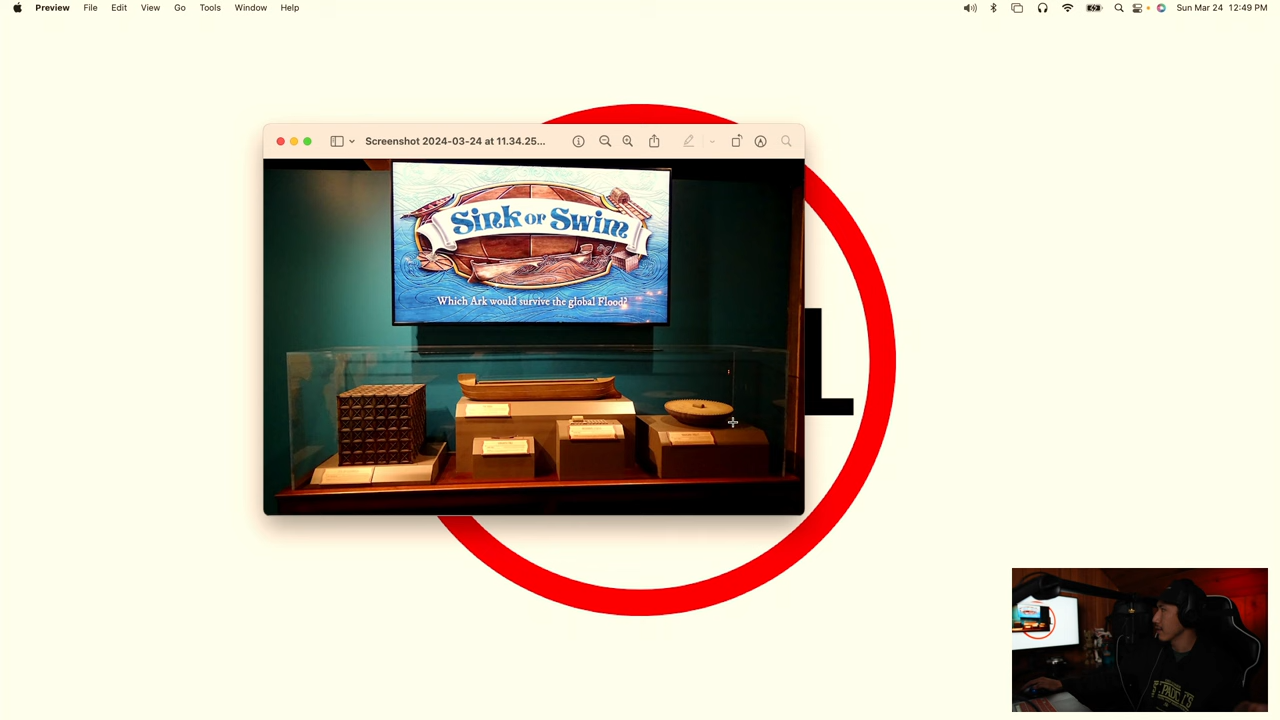 Preview File Edit View Go Tools Window Help Sun Mar 24 12:49 PM
Screenshot 2024-03-24 at 11.34.25...
Sink or Swim
Which Ark would survive the global Flood?
L